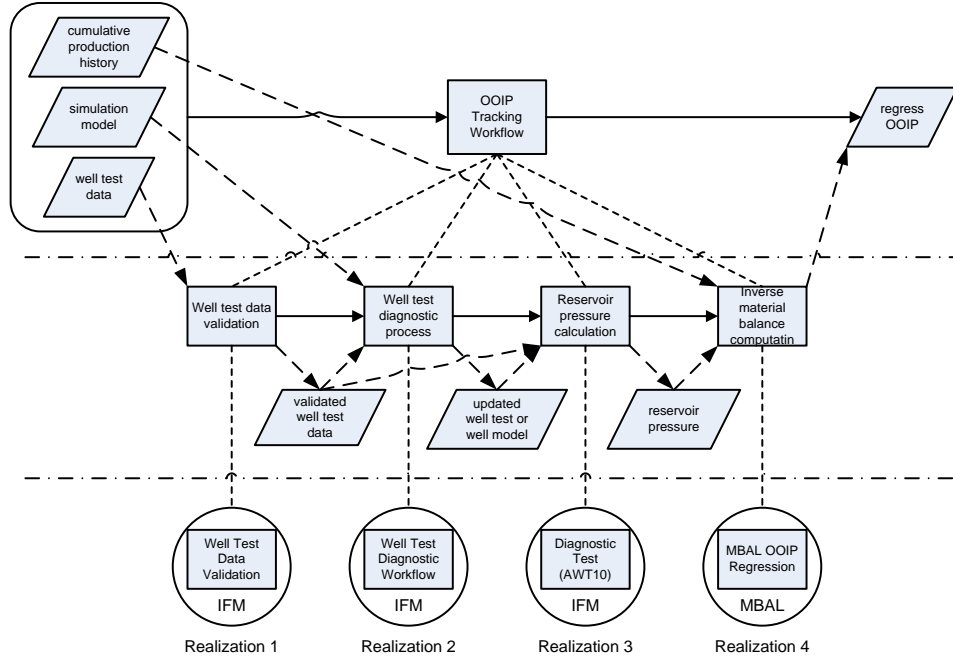 cumulative
production
history
simulation
model
well test
data
OOIP
Tracking
Workflow
regress
OOIP
Well test data
validation
Well test
diagnostic
process
Reservoir
pressure
calculation
Inverse
material
balance
computatin
validated
well test
data
updated
well test or
well model
reservoir
pressure
Well Test
Data
Validation
IFM
Well Test
Diagnostic
Workflow
IFM
Diagnostic
Test
(AWT10)
IFM
MBAL OOIP
Regression
MBAL
Realization 1
Realization 2
Realization 3
Realization 4